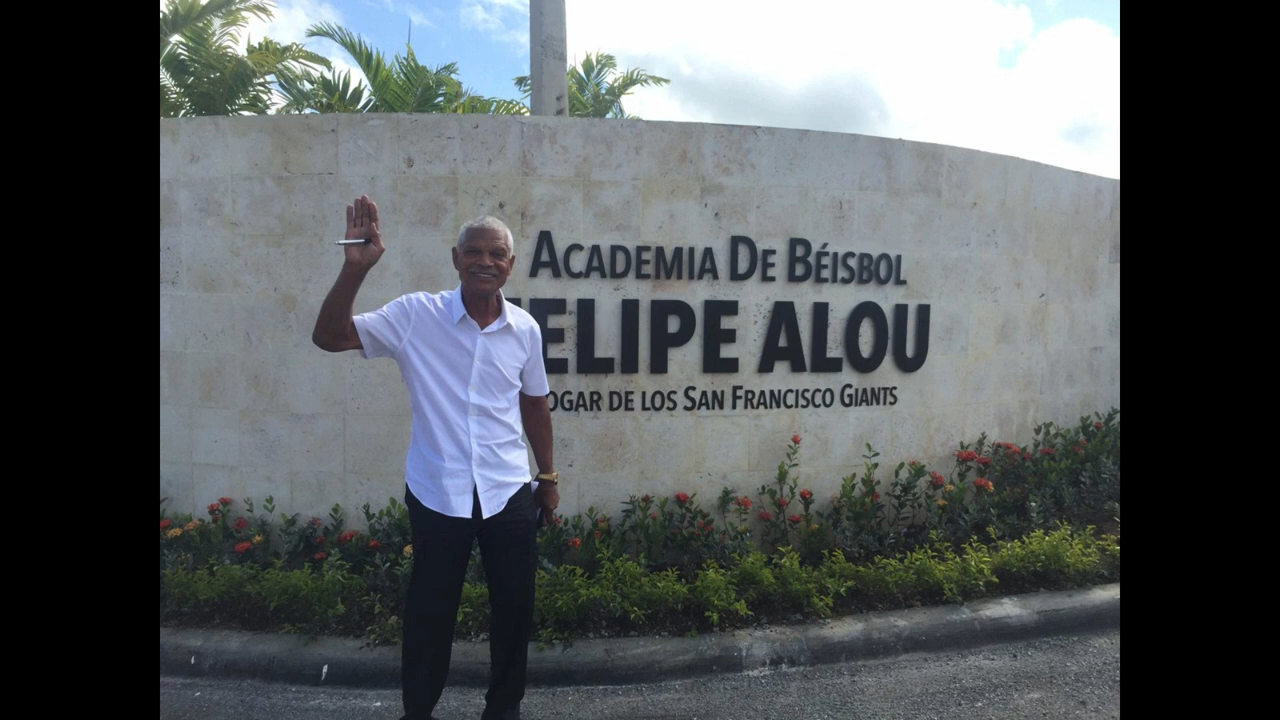 ACADEMIA DE BÉISBOL
ELIPE ALOU
OGAR DE LOS SAN FRANCISCO GIANTS